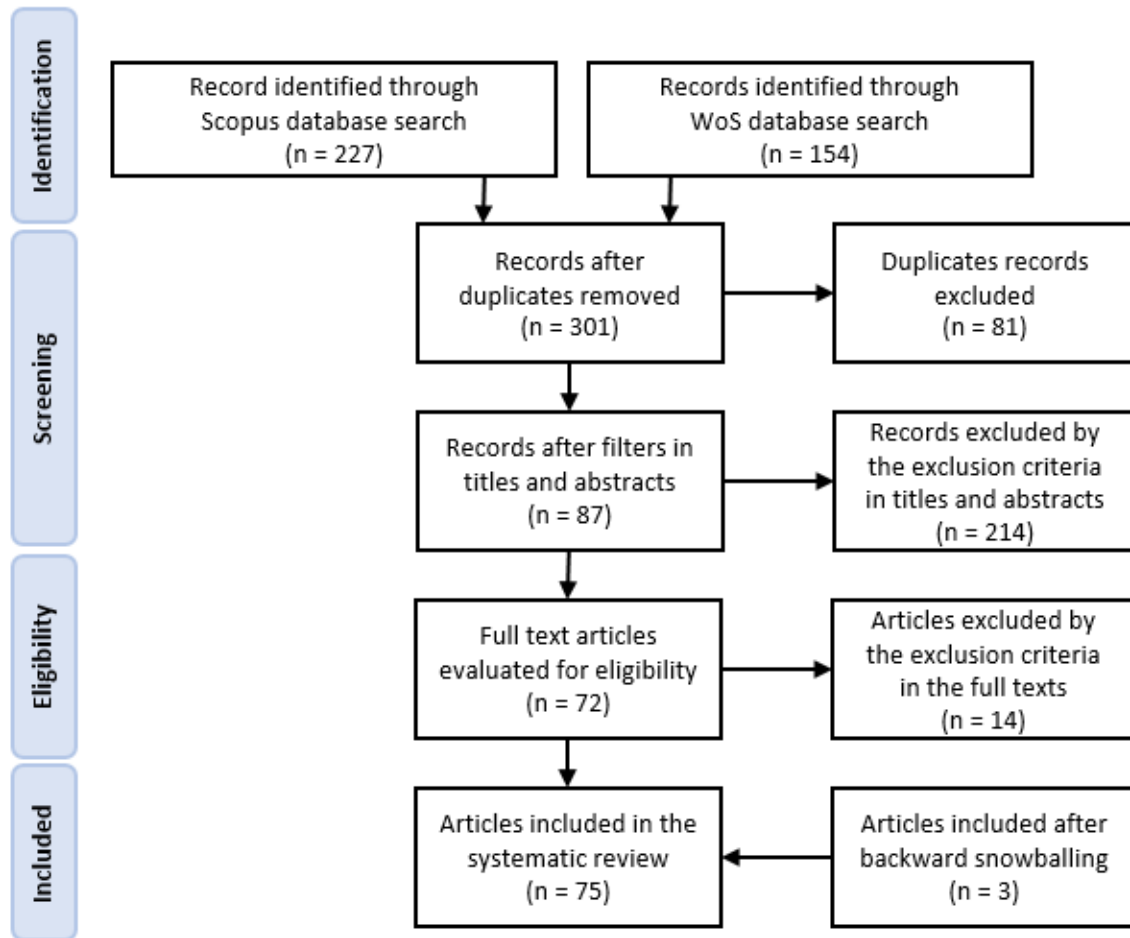 Identification
Record identified through
Scopus database search
(n = 227)
Records identified through
WoS database search
(n = 154)
Screening
Records after
duplicates removed
(n = 301)
Duplicates records
excluded
(n = 81)
Records after filters in
titles and abstracts
(n = 87)
Records excluded by
the exclusion criteria
in titles and abstracts
(n = 214)
Eligibility
Full text articles
evaluated for eligibility
(n = 72)
Articles excluded by
the exclusion criteria
in the full texts
(n = 14)
Included
Articles included in the
systematic review
(n = 75)
Articles included after
backward snowballing
(n = 3)